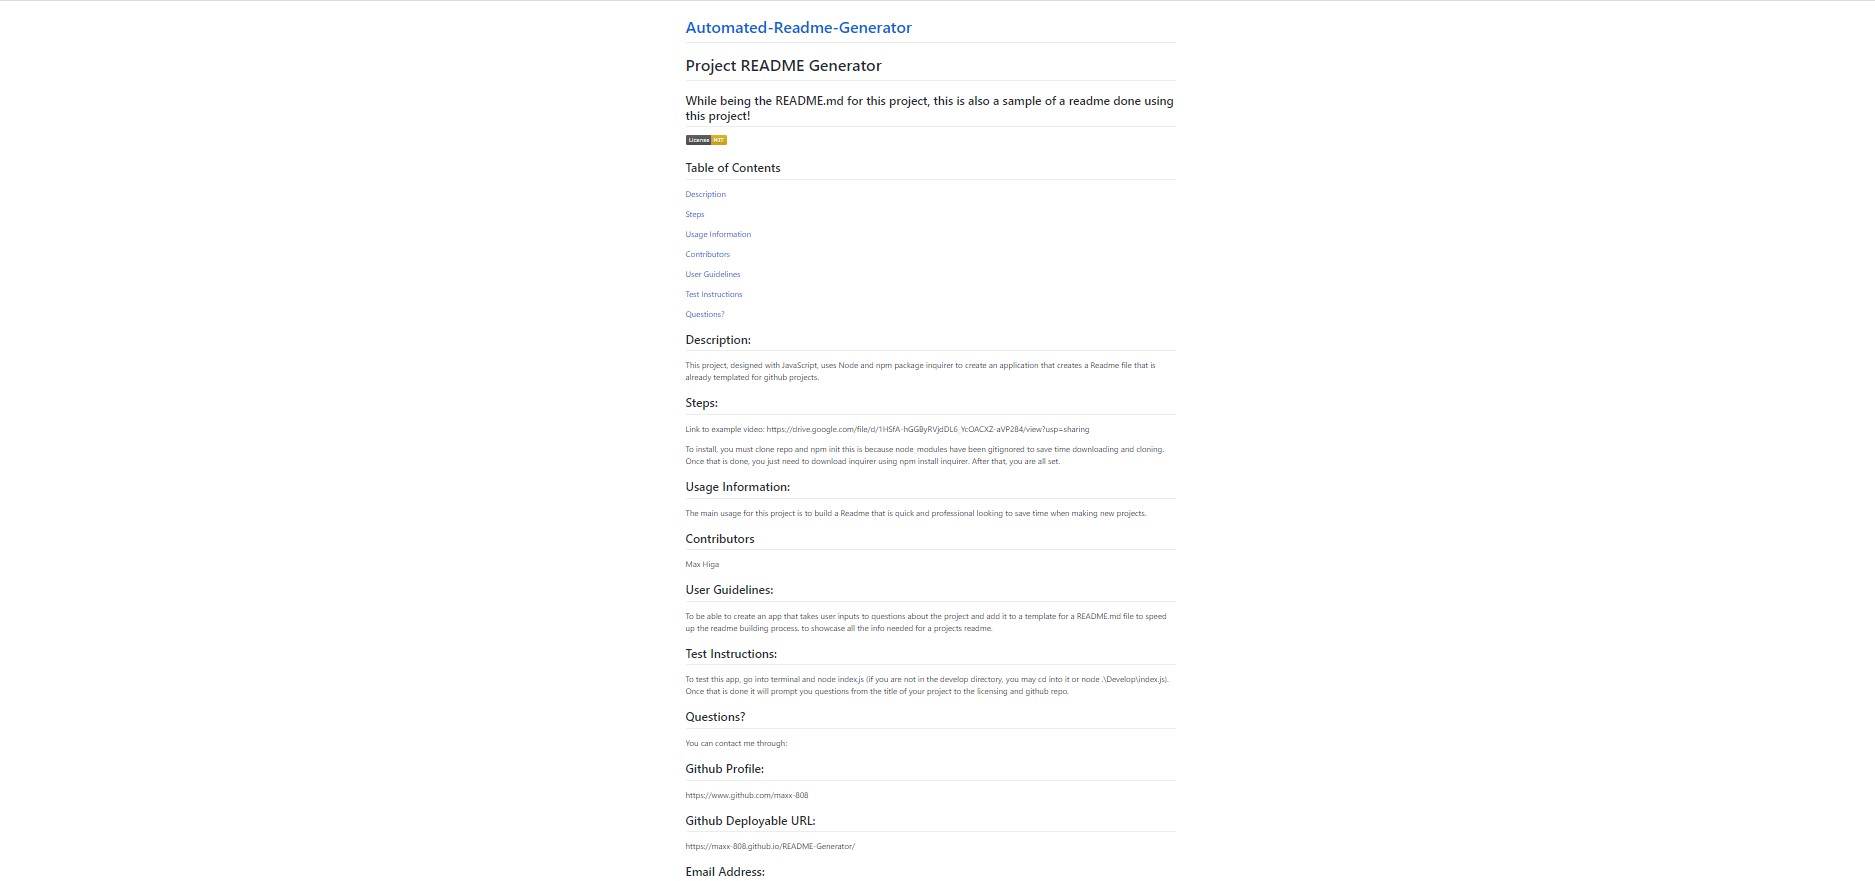 Automated-Readme-Generator
Project README Generator
While being the README.md for this project, this is also a sample of a readme done using
this project!
License MIT
Table of Contents
Description
Steps
Usage Information
Contributors
User Guidelines
Test Instructions
Questions?
Description:
This project, designed with JavaScript, uses Node and npm package inquirer to create an application that creates a Readme file that is
already templated for github projects.
Steps:
Link to example video: https://drive.google.com/file/d/1HSfA-hGGByRVjdDL6_YcOACXZ-aVP284/view?usp=sharing
To install, you must clone repo and npm init this is because node_modules have been gitignored to save time downloading and cloning.
Once that is done, you just need to download inquirer using npm install inquirer. After that, you are all set.
Usage Information:
The main usage for this project is to build a Readme that is quick and professional looking to save time when making new projects.
Contributors
Max Higa
User Guidelines:
To be able to create an app that takes user inputs to questions about the project and add it to a template for a README.md file to speed
up the readme building process. to showcase all the info needed for a projects readme.
Test Instructions:
To test this app, go into terminal and node index.js (if you are not in the develop directory, you may cd into it or node .\Develop\index.js).
Once that is done it will prompt you questions from the title of your project to the licensing and github repo.
Questions?
You can contact me through:
Github Profile:
https://www.github.com/maxx-808
Github Deployable URL:
https://maxx-808.github.io/README-Generator/
Email Address: